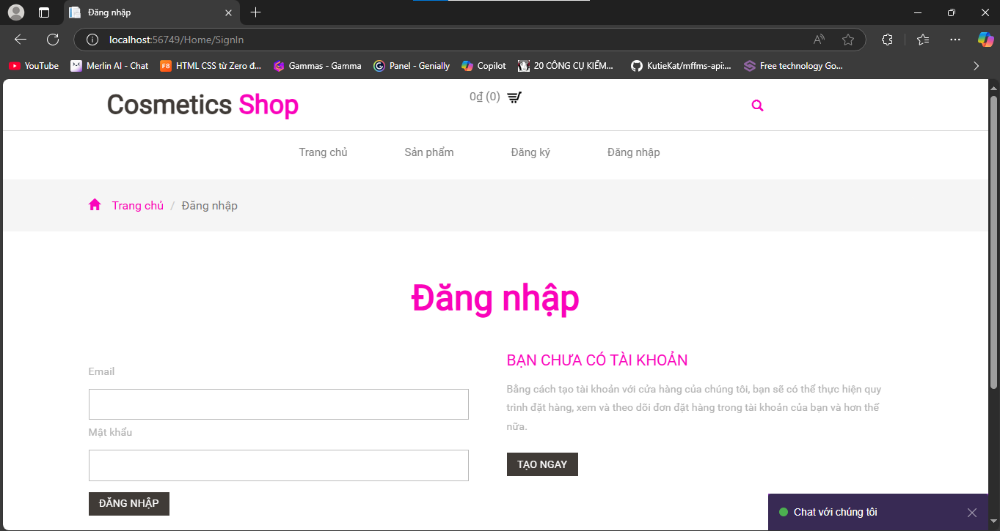 Đăng nhập
localhost:56749/Home/SignIn
YouTube
Merlin AI - Chat
HTML CSS từ Zero đ...
Gammas - Gamma
Panel - Genially
Copilot
20 CÔNG CỤ KIẾM...
KutieKat/mffms-api:...
Free technology Go...
Cosmetics Shop
0₫ (0)
Trang chủ
Sản phẩm
Đăng ký
Đăng nhập
Trang chủ / Đăng nhập
Đăng nhập
Email
Mật khẩu
ĐĂNG NHẬP
BẠN CHƯA CÓ TÀI KHOẢN
Bằng cách tạo tài khoản với cửa hàng của chúng tôi, bạn sẽ có thể thực hiện quy
trình đặt hàng, xem và theo dõi đơn đặt hàng trong tài khoản của bạn và hơn thế
nữa.
TẠO NGAY
Chat với chúng tôi